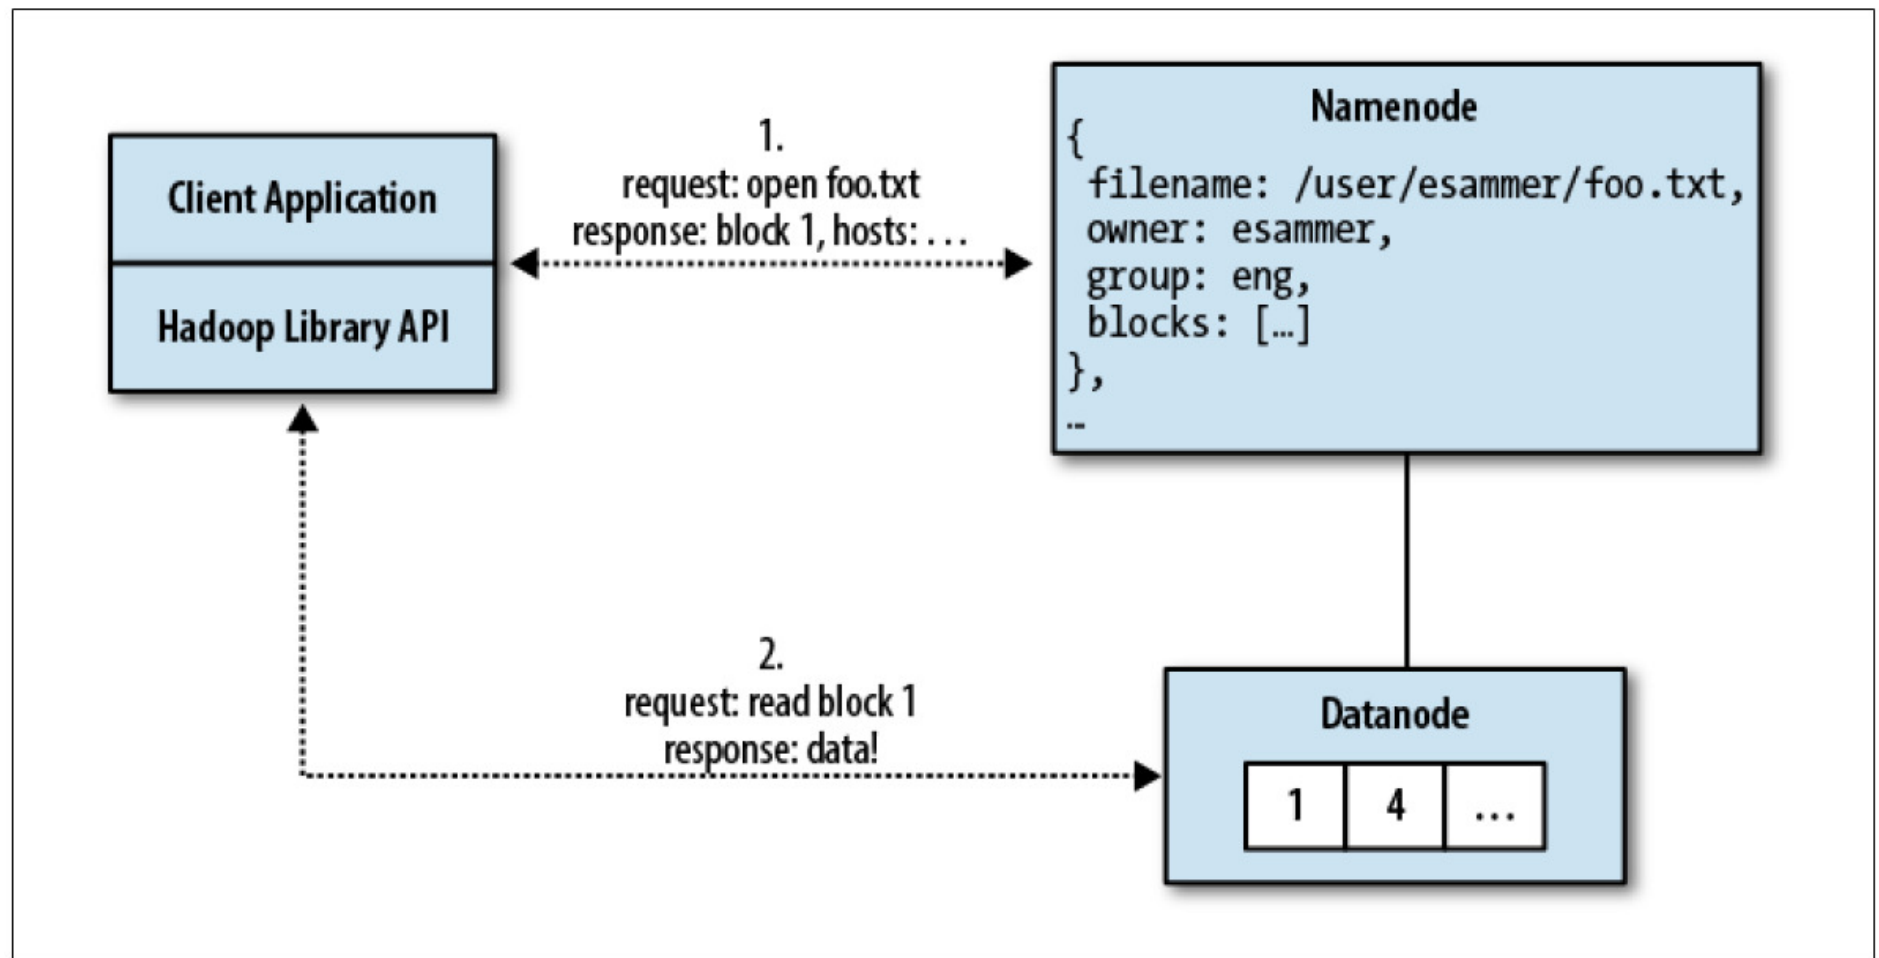 Client Application
Hadoop Library API
1.
request: open foo.txt
response: block 1, hosts: . . .
Namenode
{
filename: /user/esammer/foo.txt,
owner: esammer,
group: eng,
blocks: […]
},
…
2.
request: read block 1
response: data!
Datanode
1 4 . . .